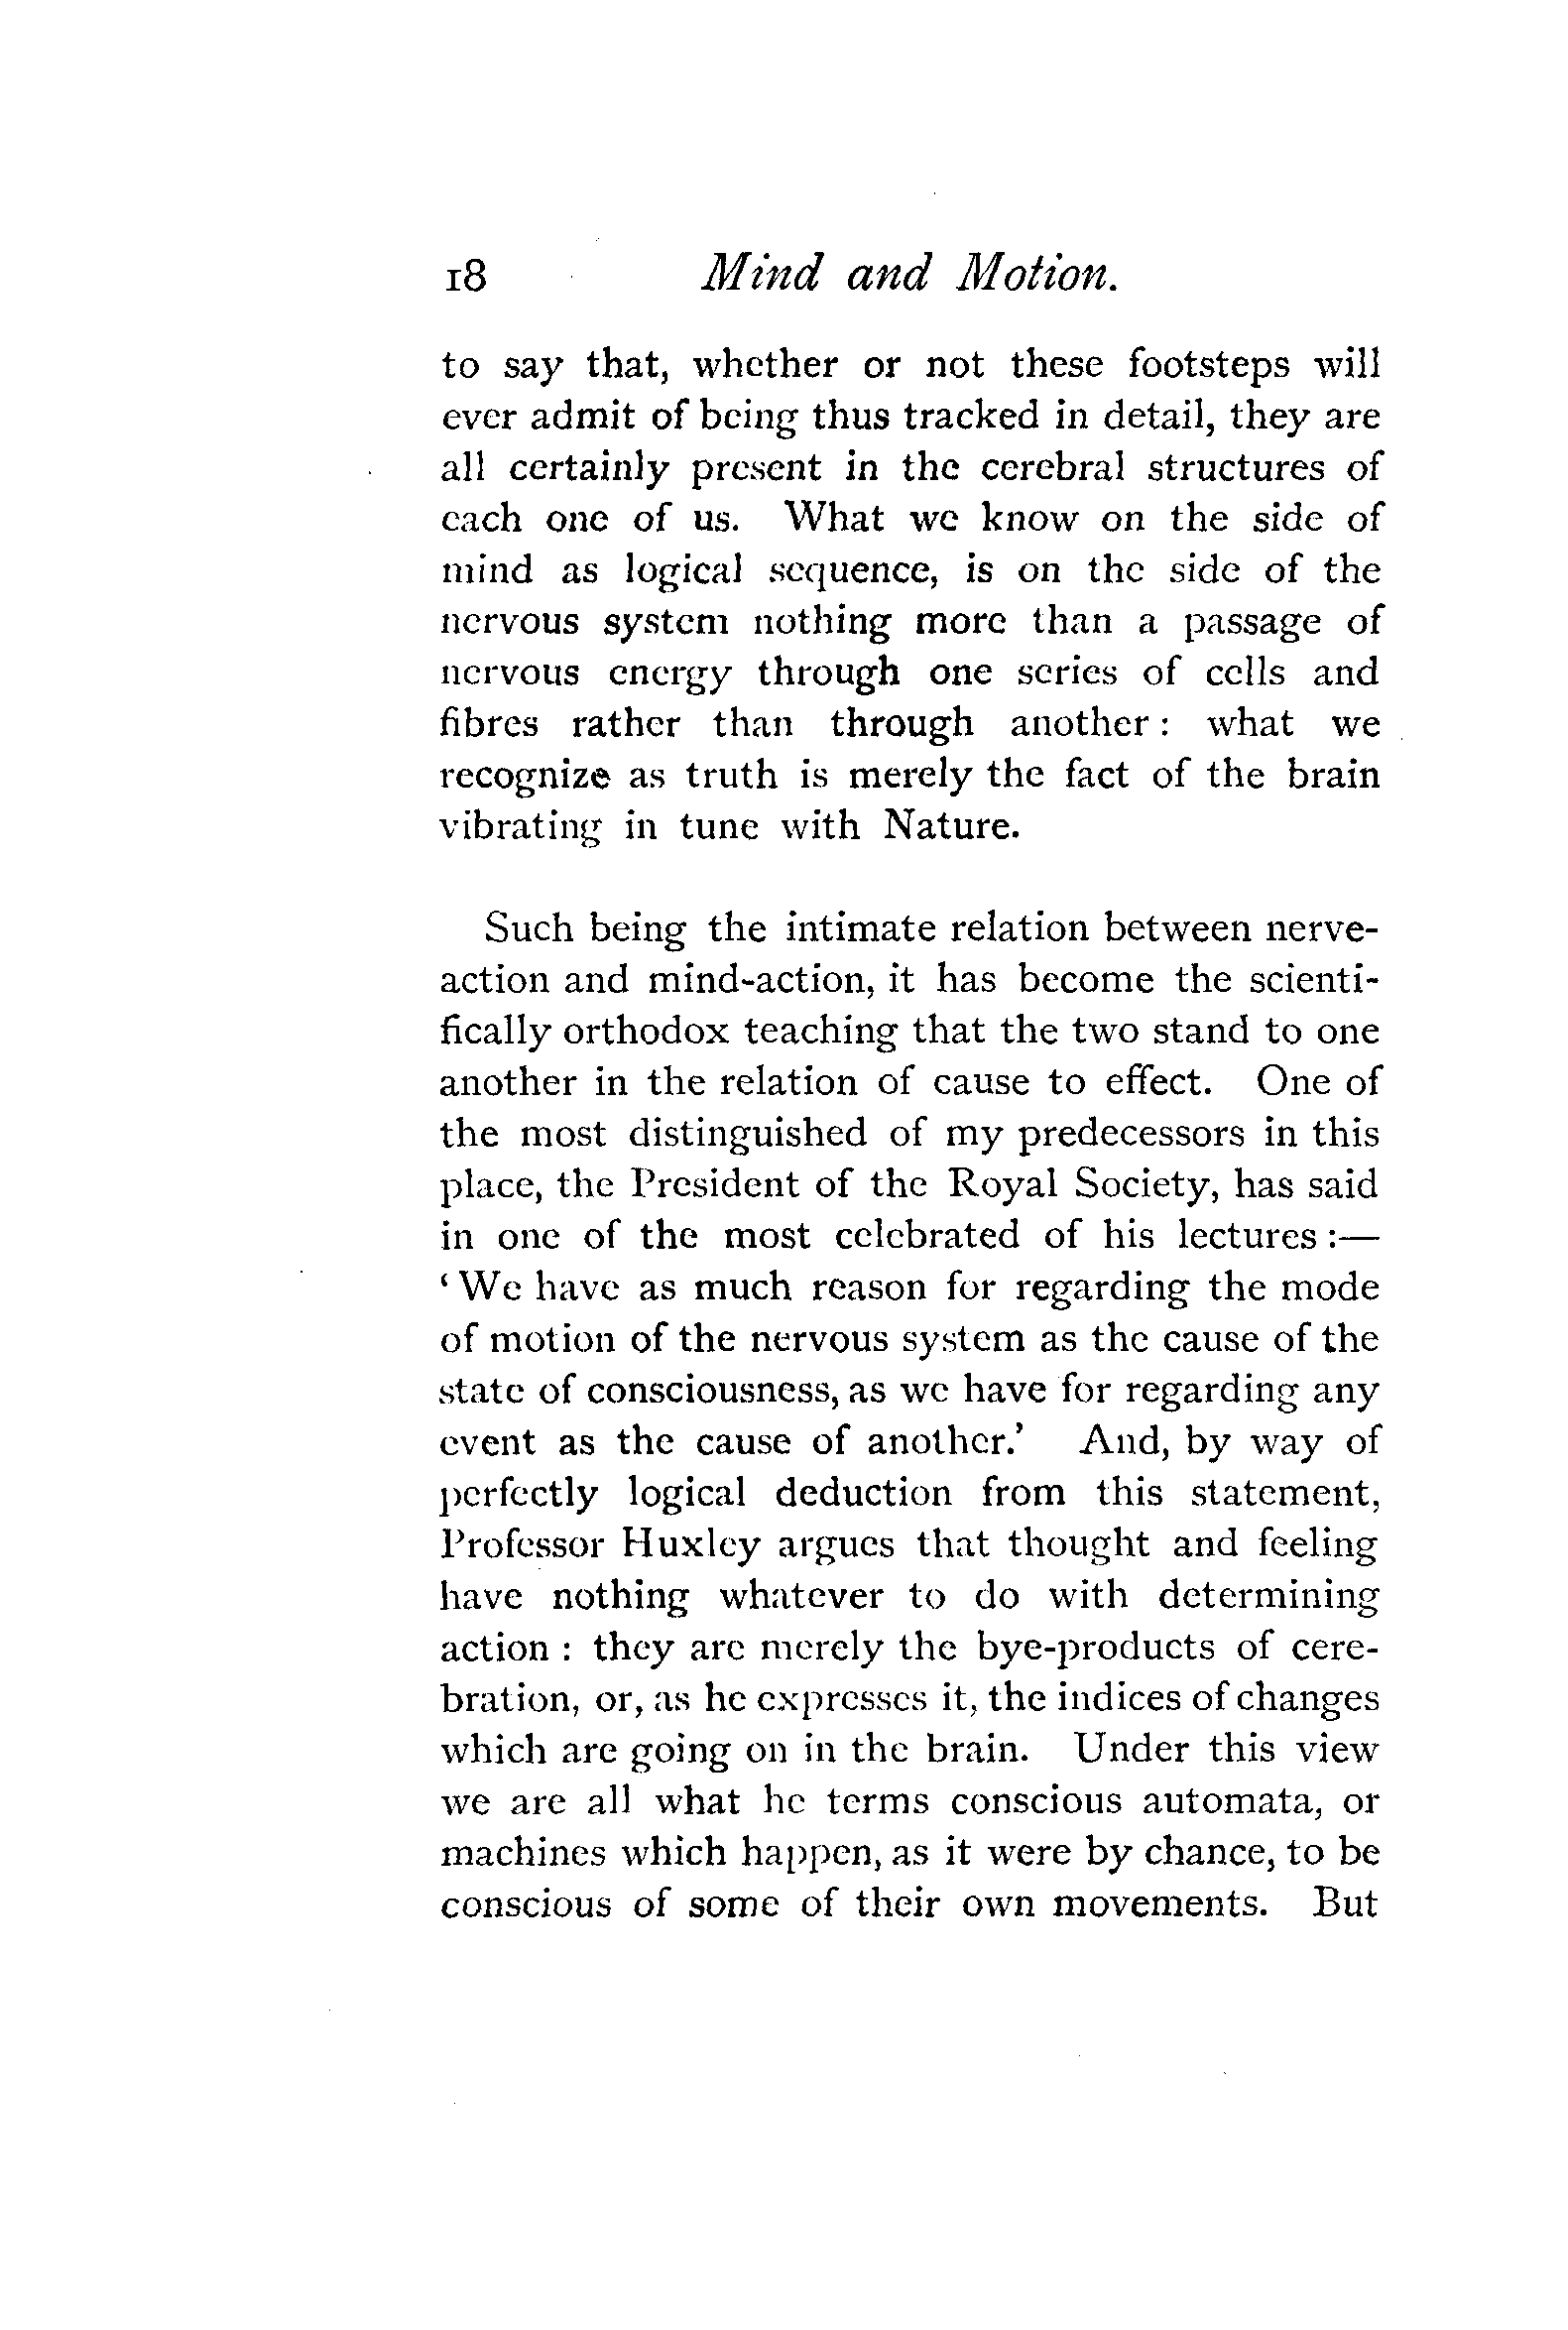 18 Mind and Motion.
to say that, whether or not these footsteps will
ever admit of being thus tracked in detail, they are
all certainly present in the cerebral structures of
each one of us. What we know on the side of
mind as logical sequence, is on the side of the
nervous system nothing more than a passage of
nervous energy through one series of cells and
fibres rather than through another: what we
recognize as truth is merely the fact of the brain
vibrating in tune with Nature.
Such being the intimate relation between nerve-
action and mind-action, it has become the scienti-
fically orthodox teaching that the two stand to one
another in the relation of cause to effect. One of
the most distinguished of my predecessors in this
place, the President of the Royal Society, has said
in one of the most celebrated of his lectures :—
‘ We have as much reason for regarding the mode
of motion of the nervous system as the cause of the
state of consciousness, as we have for regarding any
event as the cause of another.’ And, by way of
perfectly logical deduction from this statement,
Professor Huxley argues that thought and feeling
have nothing whatever to do with determining
action : they are merely the bye-products of cere-
bration, or, as he expresses it, the indices of changes
which are going on in the brain. Under this view
we are all what he terms conscious automata, or
machines which happen, as it were by chance, to be
conscious of some of their own movements. But